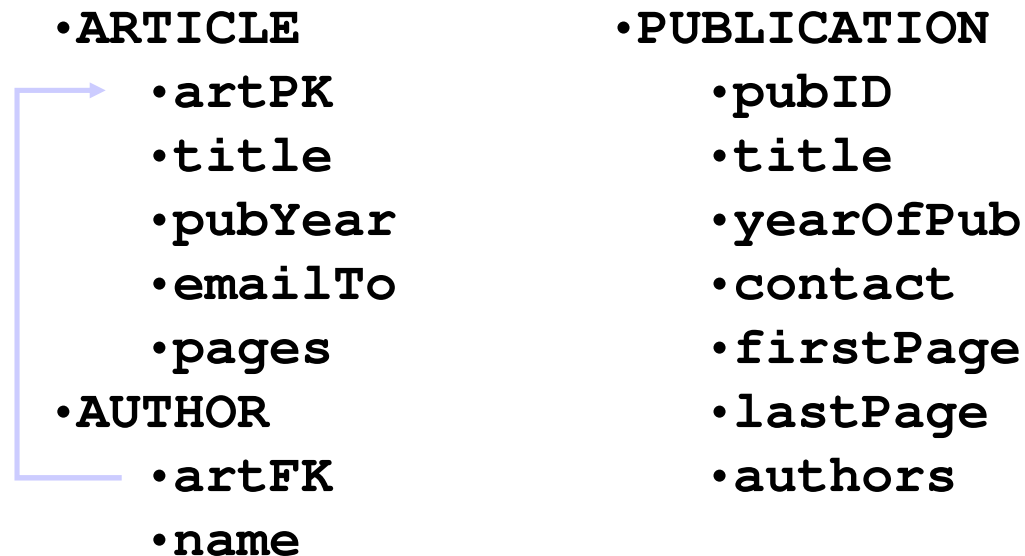 •ARTICLE
•artPK
•title
•pubYear
•emailTo
•pages
•AUTHOR
•artFK
•name
•PUBLICATION
•pubID
•title
•yearOfPub
•contact
•firstPage
•lastPage
•authors